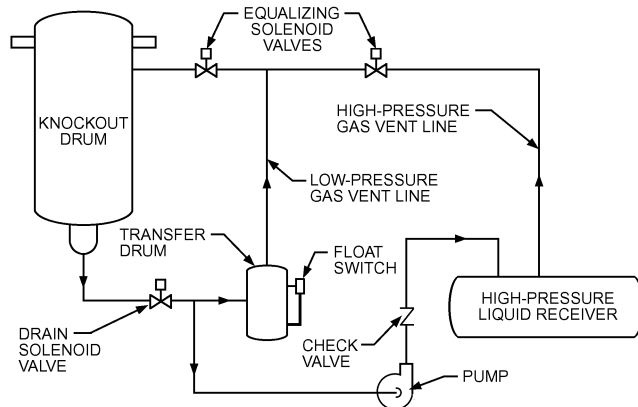 EQUALIZING
SOLENOID
VALVES
KNOCKOUT
DRUM
HIGH-PRESSURE
GAS VENT LINE
LOW-PRESSURE
GAS VENT LINE
TRANSFER
DRUM
FLOAT
SWITCH
DRAIN
SOLENOID
VALVE
CHECK
VALVE
HIGH-PRESSURE
LIQUID RECEIVER
PUMP